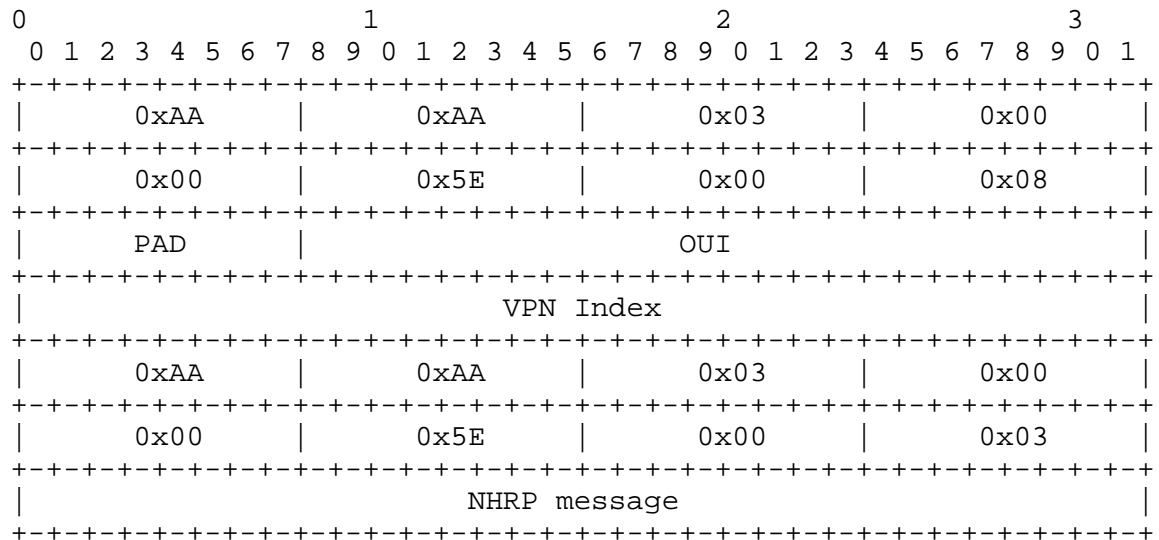 0                   1                   2                   3
 0 1 2 3 4 5 6 7 8 9 0 1 2 3 4 5 6 7 8 9 0 1 2 3 4 5 6 7 8 9 0 1
+-+-+-+-+-+-+-+-+-+-+-+-+-+-+-+-+-+-+-+-+-+-+-+-+-+-+-+-+-+-+-+-+
|      0xAA     |      0xAA     |      0x03     |      0x00     |
+-+-+-+-+-+-+-+-+-+-+-+-+-+-+-+-+-+-+-+-+-+-+-+-+-+-+-+-+-+-+-+-+
|      0x00     |      0x5E     |      0x00     |      0x08     |
+-+-+-+-+-+-+-+-+-+-+-+-+-+-+-+-+-+-+-+-+-+-+-+-+-+-+-+-+-+-+-+-+
|      PAD      |                     OUI                       |
+-+-+-+-+-+-+-+-+-+-+-+-+-+-+-+-+-+-+-+-+-+-+-+-+-+-+-+-+-+-+-+-+
|                           VPN Index                           |
+-+-+-+-+-+-+-+-+-+-+-+-+-+-+-+-+-+-+-+-+-+-+-+-+-+-+-+-+-+-+-+-+
|      0xAA     |      0xAA     |      0x03     |      0x00     |
+-+-+-+-+-+-+-+-+-+-+-+-+-+-+-+-+-+-+-+-+-+-+-+-+-+-+-+-+-+-+-+-+
|      0x00     |      0x5E     |      0x00     |      0x03     |
+-+-+-+-+-+-+-+-+-+-+-+-+-+-+-+-+-+-+-+-+-+-+-+-+-+-+-+-+-+-+-+-+
|                         NHRP message                          |
+-+-+-+-+-+-+-+-+-+-+-+-+-+-+-+-+-+-+-+-+-+-+-+-+-+-+-+-+-+-+-+-+